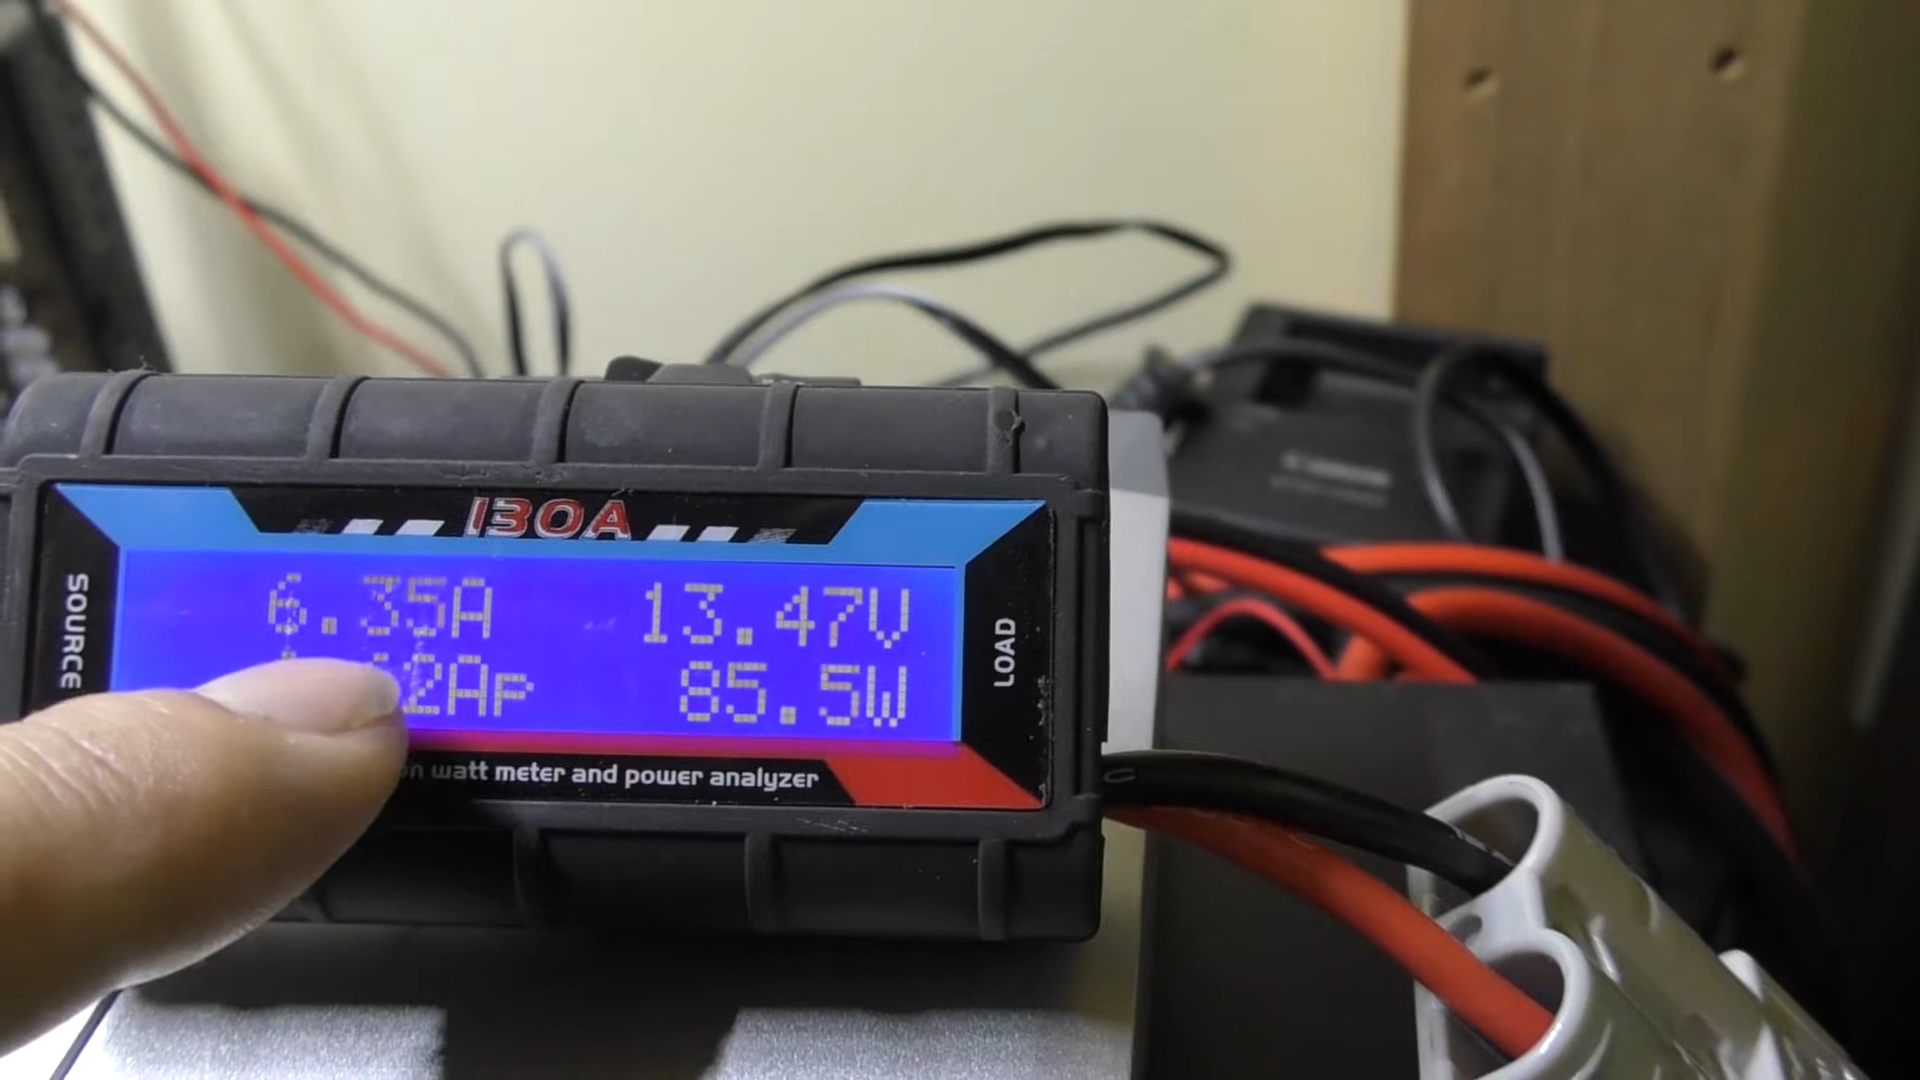 130A
SOURCE
6.35A 13.47V
2Ap 85.5W
LOAD
watt meter and power analyzer